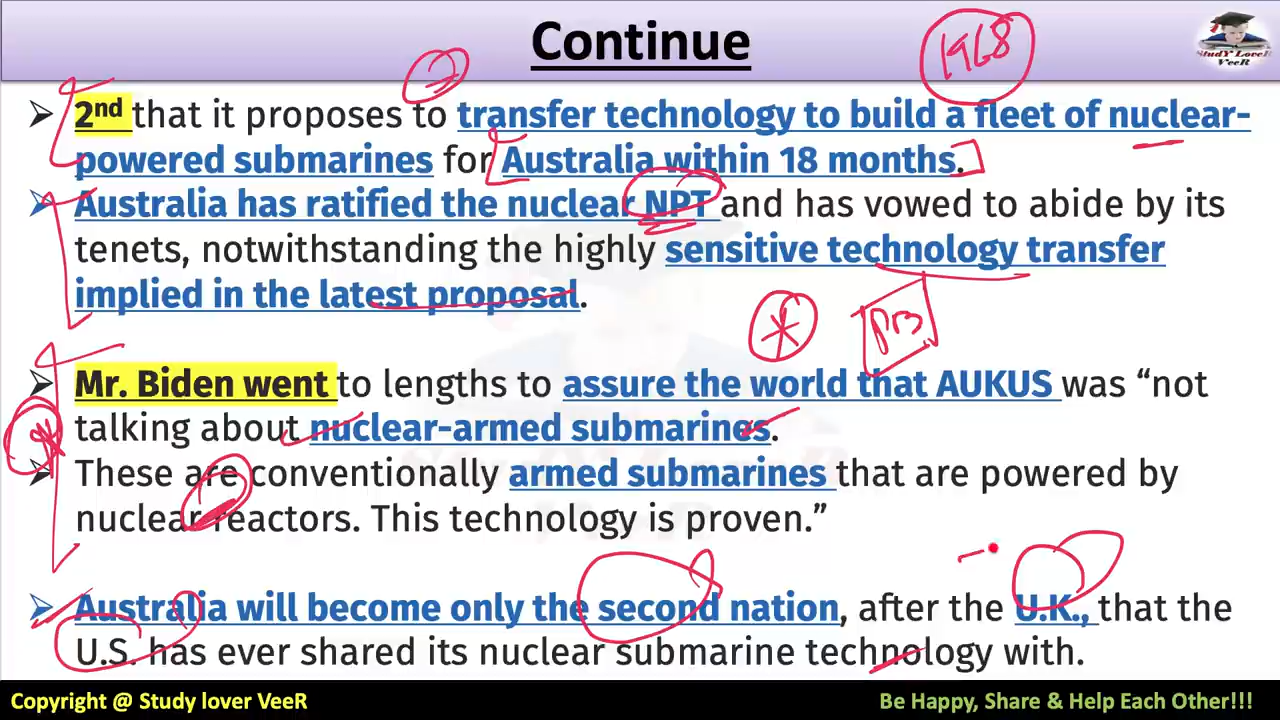 Continue
1968
StudY LoveR
VeeR
2
➢ 2nd that it proposes to transfer technology to build a fleet of nuclear-
powered submarines for Australia within 18 months.
➢ Australia has ratified the nuclear NPT and has vowed to abide by its
tenets, notwithstanding the highly sensitive technology transfer
implied in the latest proposal.
➢ Mr. Biden went to lengths to assure the world that AUKUS was “not
talking about nuclear-armed submarines.
➢ These are conventionally armed submarines that are powered by
nuclear reactors. This technology is proven.”
➢ Australia will become only the second nation, after the U.K., that the
U.S. has ever shared its nuclear submarine technology with.
Copyright @ Study lover VeeR
Be Happy, Share & Help Each Other!!!